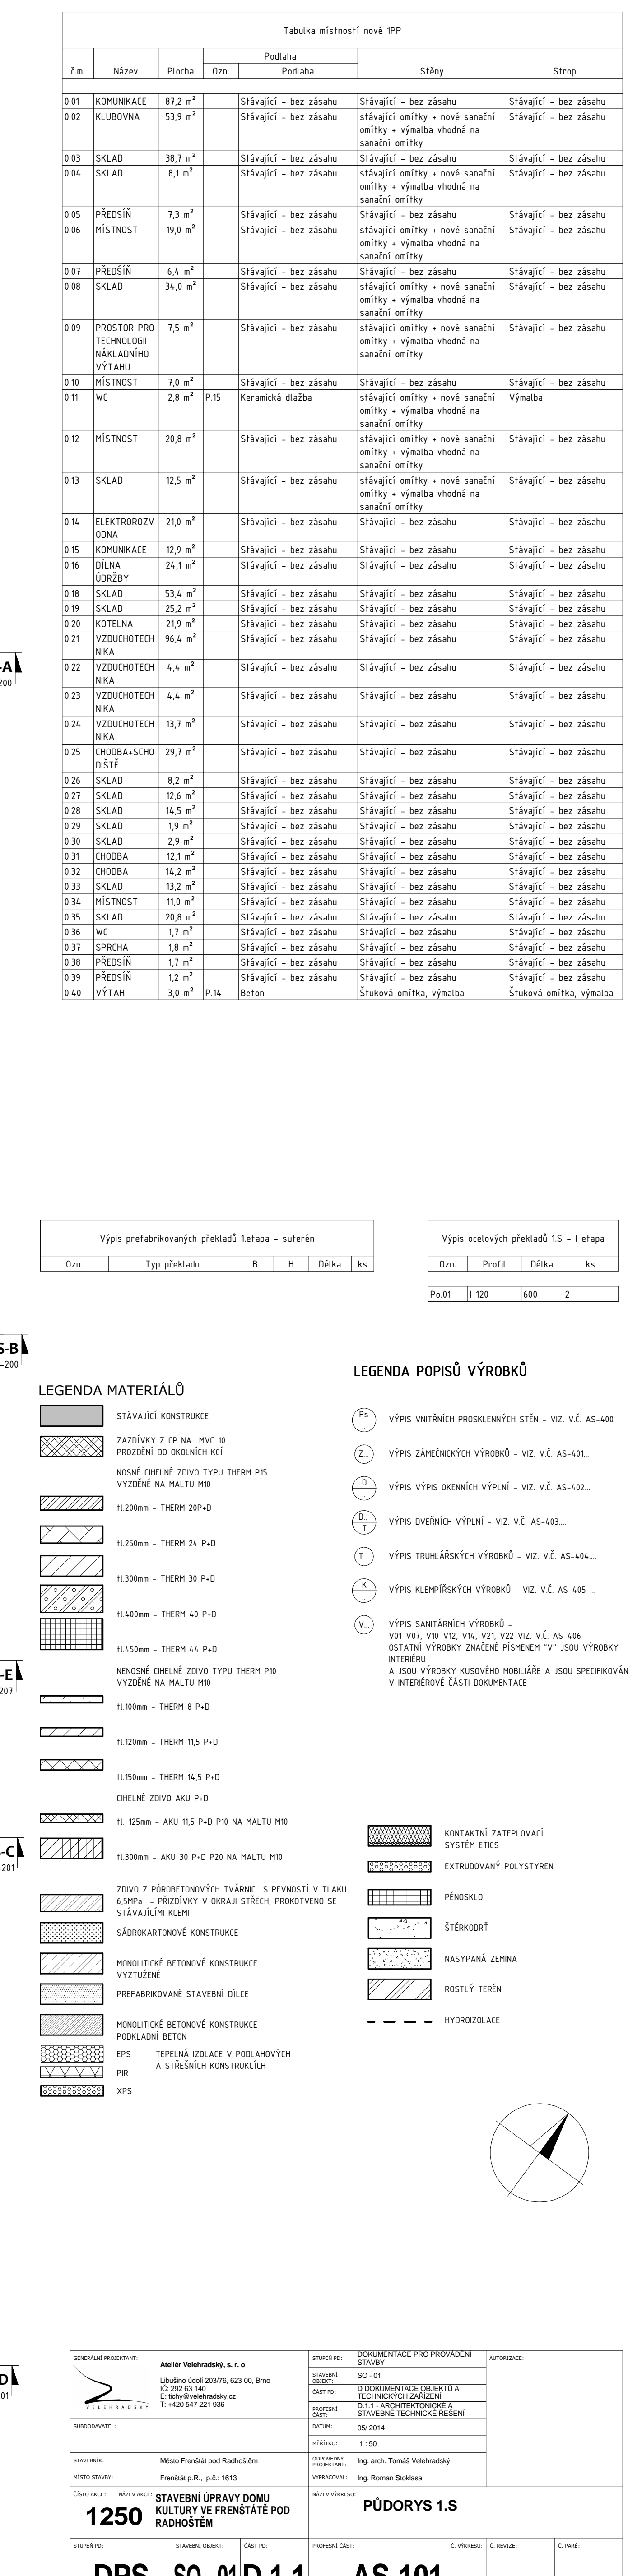 Tabulka místností nové 1PP
Podlaha
č.m. Název Plocha Ozn. Podlaha Stěny Strop
0.01 KOMUNIKACE 87,2 m² Stávající - bez zásahu Stávající - bez zásahu Stávající - bez zásahu
0.02 KLUBOVNA 53,9 m² Stávající - bez zásahu stávající omítky + nové sanační Stávající - bez zásahu
omítky + výmalba vhodná na
sanační omítky
0.03 SKLAD 38,7 m² Stávající - bez zásahu Stávající - bez zásahu Stávající - bez zásahu
0.04 SKLAD 8,1 m² Stávající - bez zásahu stávající omítky + nové sanační Stávající - bez zásahu
omítky + výmalba vhodná na
sanační omítky
0.05 PŘEDSÍŇ 7,3 m² Stávající - bez zásahu Stávající - bez zásahu Stávající - bez zásahu
0.06 MÍSTNOST 19,0 m² Stávající - bez zásahu stávající omítky + nové sanační Stávající - bez zásahu
omítky + výmalba vhodná na
sanační omítky
0.07 PŘEDŚÍŇ 6,4 m² Stávající - bez zásahu Stávající - bez zásahu Stávající - bez zásahu
0.08 SKLAD 34,0 m² Stávající - bez zásahu stávající omítky + nové sanační Stávající - bez zásahu
omítky + výmalba vhodná na
sanační omítky
0.09 PROSTOR PRO 7,5 m² Stávající - bez zásahu stávající omítky + nové sanační Stávající - bez zásahu
TECHNOLOGII omítky + výmalba vhodná na
NÁKLADNÍHO sanační omítky
VÝTAHU
0.10 MÍSTNOST 7,0 m² Stávající - bez zásahu Stávající - bez zásahu Stávající - bez zásahu
0.11 WC 2,8 m² P.15 Keramická dlažba stávající omítky + nové sanační Výmalba
omítky + výmalba vhodná na
sanační omítky
0.12 MÍSTNOST 20,8 m² Stávající - bez zásahu stávající omítky + nové sanační Stávající - bez zásahu
omítky + výmalba vhodná na
sanační omítky
0.13 SKLAD 12,5 m² Stávající - bez zásahu stávající omítky + nové sanační Stávající - bez zásahu
omítky + výmalba vhodná na
sanační omítky
0.14 ELEKTROROZV 21,0 m² Stávající - bez zásahu Stávající - bez zásahu Stávající - bez zásahu
ODNA
0.15 KOMUNIKACE 12,9 m² Stávající - bez zásahu Stávající - bez zásahu Stávající - bez zásahu
0.16 DÍLNA 24,1 m² Stávající - bez zásahu Stávající - bez zásahu Stávající - bez zásahu
ÚDRŽBY
0.18 SKLAD 53,4 m² Stávající - bez zásahu Stávající - bez zásahu Stávající - bez zásahu
0.19 SKLAD 25,2 m² Stávající - bez zásahu Stávající - bez zásahu Stávající - bez zásahu
0.20 KOTELNA 21,9 m² Stávající - bez zásahu Stávající - bez zásahu Stávající - bez zásahu
0.21 VZDUCHOTECH 96,4 m² Stávající - bez zásahu Stávající - bez zásahu Stávající - bez zásahu
NIKA
0.22 VZDUCHOTECH 4,4 m² Stávající - bez zásahu Stávající - bez zásahu Stávající - bez zásahu
NIKA
0.23 VZDUCHOTECH 4,4 m² Stávající - bez zásahu Stávající - bez zásahu Stávající - bez zásahu
NIKA
0.24 VZDUCHOTECH 13,7 m² Stávající - bez zásahu Stávající - bez zásahu Stávající - bez zásahu
NIKA
0.25 CHODBA+SCHO 29,7 m² Stávající - bez zásahu Stávající - bez zásahu Stávající - bez zásahu
DIŠTĚ
0.26 SKLAD 8,2 m² Stávající - bez zásahu Stávající - bez zásahu Stávající - bez zásahu
0.27 SKLAD 12,6 m² Stávající - bez zásahu Stávající - bez zásahu Stávající - bez zásahu
0.28 SKLAD 14,5 m² Stávající - bez zásahu Stávající - bez zásahu Stávající - bez zásahu
0.29 SKLAD 1,9 m² Stávající - bez zásahu Stávající - bez zásahu Stávající - bez zásahu
0.30 SKLAD 2,9 m² Stávající - bez zásahu Stávající - bez zásahu Stávající - bez zásahu
0.31 CHODBA 12,1 m² Stávající - bez zásahu Stávající - bez zásahu Stávající - bez zásahu
0.32 CHODBA 14,2 m² Stávající - bez zásahu Stávající - bez zásahu Stávající - bez zásahu
0.33 SKLAD 13,2 m² Stávající - bez zásahu Stávající - bez zásahu Stávající - bez zásahu
0.34 MÍSTNOST 11,0 m² Stávající - bez zásahu Stávající - bez zásahu Stávající - bez zásahu
0.35 SKLAD 20,8 m² Stávající - bez zásahu Stávající - bez zásahu Stávající - bez zásahu
0.36 WC 1,7 m² Stávající - bez zásahu Stávající - bez zásahu Stávající - bez zásahu
0.37 SPRCHA 1,8 m² Stávající - bez zásahu Stávající - bez zásahu Stávající - bez zásahu
0.38 PŘEDSÍŇ 1,7 m² Stávající - bez zásahu Stávající - bez zásahu Stávající - bez zásahu
0.39 PŘEDSÍŇ 1,2 m² Stávající - bez zásahu Stávající - bez zásahu Stávající - bez zásahu
0.40 VÝTAH 3,0 m² P.14 Beton Štuková omítka, výmalba Štuková omítka, výmalba
-A
200
Výpis prefabrikovaných překladů 1.etapa - suterén
Ozn. Typ překladu B H Délka ks
Výpis ocelových překladů 1.S - I etapa
Ozn. Profil Délka ks
Po.01 I 120 600 2
S-B
-200
LEGENDA MATERIÁLŮ
STÁVAJÍCÍ KONSTRUKCE
ZAZDÍVKY Z CP NA MVC 10
PROZDĚNÍ DO OKOLNÍCH KCÍ
NOSNÉ CIHELNÉ ZDIVO TYPU THERM P15
VYZDĚNÉ NA MALTU M10
tl.200mm - THERM 20P+D
tl.250mm - THERM 24 P+D
tl.300mm - THERM 30 P+D
tl.400mm - THERM 40 P+D
tl.450mm - THERM 44 P+D
NENOSNÉ CIHELNÉ ZDIVO TYPU THERM P10
VYZDĚNÉ NA MALTU M10
tl.100mm - THERM 8 P+D
tl.120mm - THERM 11,5 P+D
tl.150mm - THERM 14,5 P+D
CIHELNÉ ZDIVO AKU P+D
tl. 125mm - AKU 11,5 P+D P10 NA MALTU M10
tl.300mm - AKU 30 P+D P20 NA MALTU M10
ZDIVO Z PÓROBETONOVÝCH TVÁRNIC S PEVNOSTÍ V TLAKU
6,5MPa - PŘIZDÍVKY V OKRAJI STŘECH, PROKOTVENO SE
STÁVAJÍCÍMI KCEMI
SÁDROKARTONOVÉ KONSTRUKCE
MONOLITICKÉ BETONOVÉ KONSTRUKCE
VYZTUŽENÉ
PREFABRIKOVANÉ STAVEBNÍ DÍLCE
MONOLITICKÉ BETONOVÉ KONSTRUKCE
PODKLADNÍ BETON
EPS TEPELNÁ IZOLACE V PODLAHOVÝCH
A STŘEŠNÍCH KONSTRUKCÍCH
PIR
XPS
-E
207
S-C
-201
LEGENDA POPISŮ VÝROBKŮ
Ps
..
VÝPIS VNITŘNÍCH PROSKLENNÝCH STĚN - VIZ. V.Č. AS-400
Z... VÝPIS ZÁMEČNICKÝCH VÝROBKŮ - VIZ. V.Č. AS-401...
O
..
VÝPIS VÝPIS OKENNÍCH VÝPLNÍ - VIZ. V.Č. AS-402...
D..
T
VÝPIS DVEŘNÍCH VÝPLNÍ - VIZ. V.Č. AS-403....
T... VÝPIS TRUHLÁŘSKÝCH VÝROBKŮ - VIZ. V.Č. AS-404....
K
..
VÝPIS KLEMPÍŘSKÝCH VÝROBKŮ - VIZ. V.Č. AS-405-...
V... VÝPIS SANITÁRNÍCH VÝROBKŮ -
V01-V07, V10-V12, V14, V21, V22 VIZ. V.Č. AS-406
OSTATNÍ VÝROBKY ZNAČENÉ PÍSMENEM "V" JSOU VÝROBKY
INTERIÉRU
A JSOU VÝROBKY KUSOVÉHO MOBILIÁŘE A JSOU SPECIFIKOVÁN
V INTERIÉROVÉ ČÁSTI DOKUMENTACE
KONTAKTNÍ ZATEPLOVACÍ
SYSTÉM ETICS
EXTRUDOVANÝ POLYSTYREN
PĚNOSKLO
ŠTĚRKODRŤ
NASYPANÁ ZEMINA
ROSTLÝ TERÉN
HYDROIZOLACE
D
01
GENERÁLNÍ PROJEKTANT:
VELEHRADSKÝ
Ateliér Velehradský, s. r. o
Libušino údolí 203/76, 623 00, Brno
IČ: 292 63 140
E: tichy@velehradsky.cz
T: +420 547 221 936
STUPEŇ PD: DOKUMENTACE PRO PROVÁDĚNÍ
STAVBY
STAVEBNÍ OBJEKT: SO - 01
ČÁST PD: D DOKUMENTACE OBJEKTŮ A
TECHNICKÝCH ZAŘÍZENÍ
PROFESNÍ ČÁST: D.1.1 - ARCHITEKTONICKÉ A
STAVEBNĚ TECHNICKÉ ŘEŠENÍ
AUTORIZACE:
SUBDODAVATEL:
DATUM: 05/ 2014
MĚŘÍTKO: 1 : 50
STAVEBNÍK: Město Frenštát pod Radhoštěm
ODPOVĚDNÝ PROJEKTANT: Ing. arch. Tomáš Velehradský
MÍSTO STAVBY: Frenštát p.R., p.č.: 1613
VYPRACOVAL: Ing. Roman Stoklasa
ČÍSLO AKCE: NÁZEV AKCE:
1250
STAVEBNÍ ÚPRAVY DOMU
KULTURY VE FRENŠTÁTĚ POD
RADHOŠTĚM
NÁZEV VÝKRESU:
PŮDORYS 1.S
STUPEŇ PD: STAVEBNÍ OBJEKT: ČÁST PD: PROFESNÍ ČÁST: Č. VÝKRESU: Č. REVIZE: Č. PARÉ:
DPS SO - 01 D.1.1 AS-101